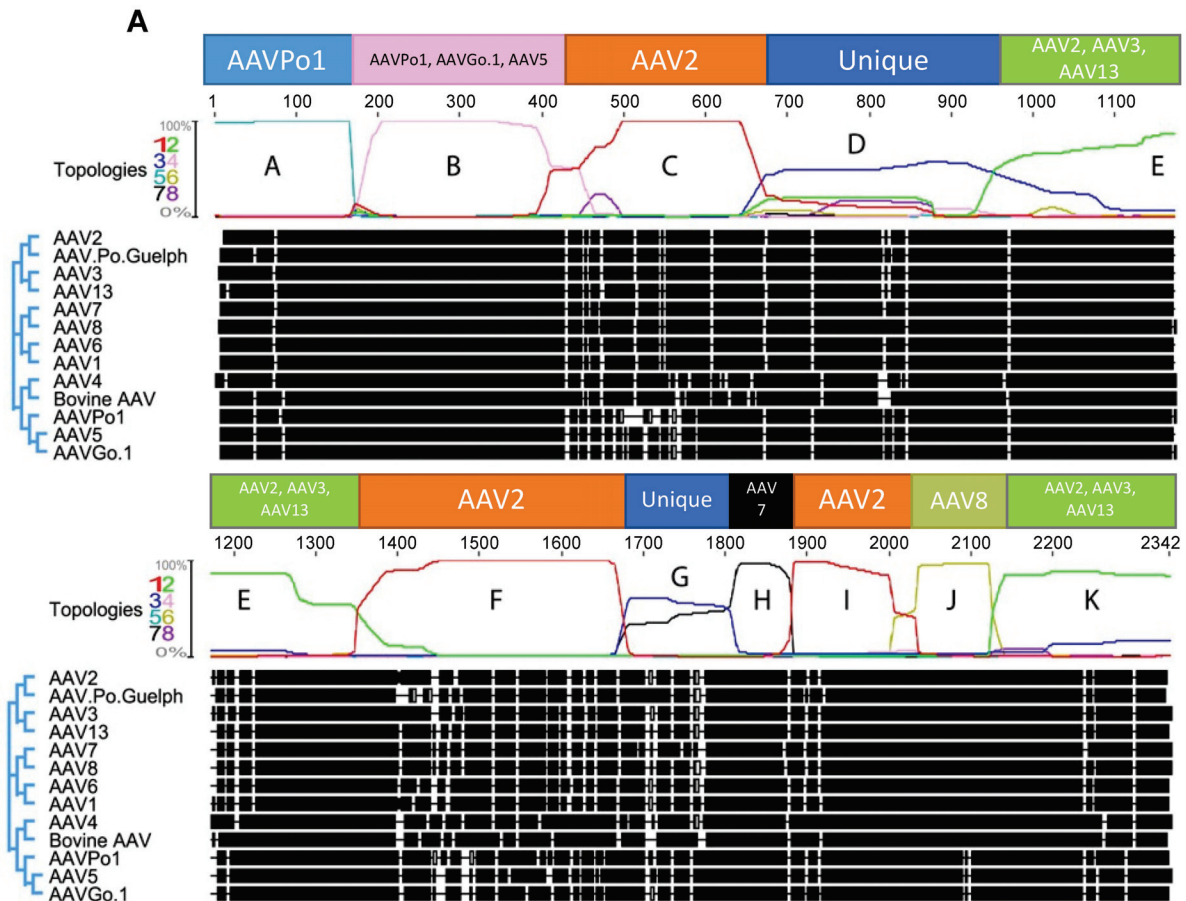 A
AAVPo1
AAVPo1, AAVGo.1, AAV5
AAV2
Unique
AAV2, AAV3,
AAV13
1 100 200 300 400 500 600 700 800 900 1000 1100
100%
Topologies
12
34
56
78
0%
A B C D E
AAV2
AAV.Po.Guelph
AAV3
AAV13
AAV7
AAV8
AAV6
AAV1
AAV4
Bovine AAV
AAVPo1
AAV5
AAVGo.1
AAV2, AAV3,
AAV13
AAV2
Unique
AAV
7
AAV2
AAV8
AAV2, AAV3,
AAV13
1200 1300 1400 1500 1600 1700 1800 1900 2000 2100 2200 2342
100%
Topologies
12
34
56
78
0%
E F G H I J K
AAV2
AAV.Po.Guelph
AAV3
AAV13
AAV7
AAV8
AAV6
AAV1
AAV4
Bovine AAV
AAVPo1
AAV5
AAVGo.1